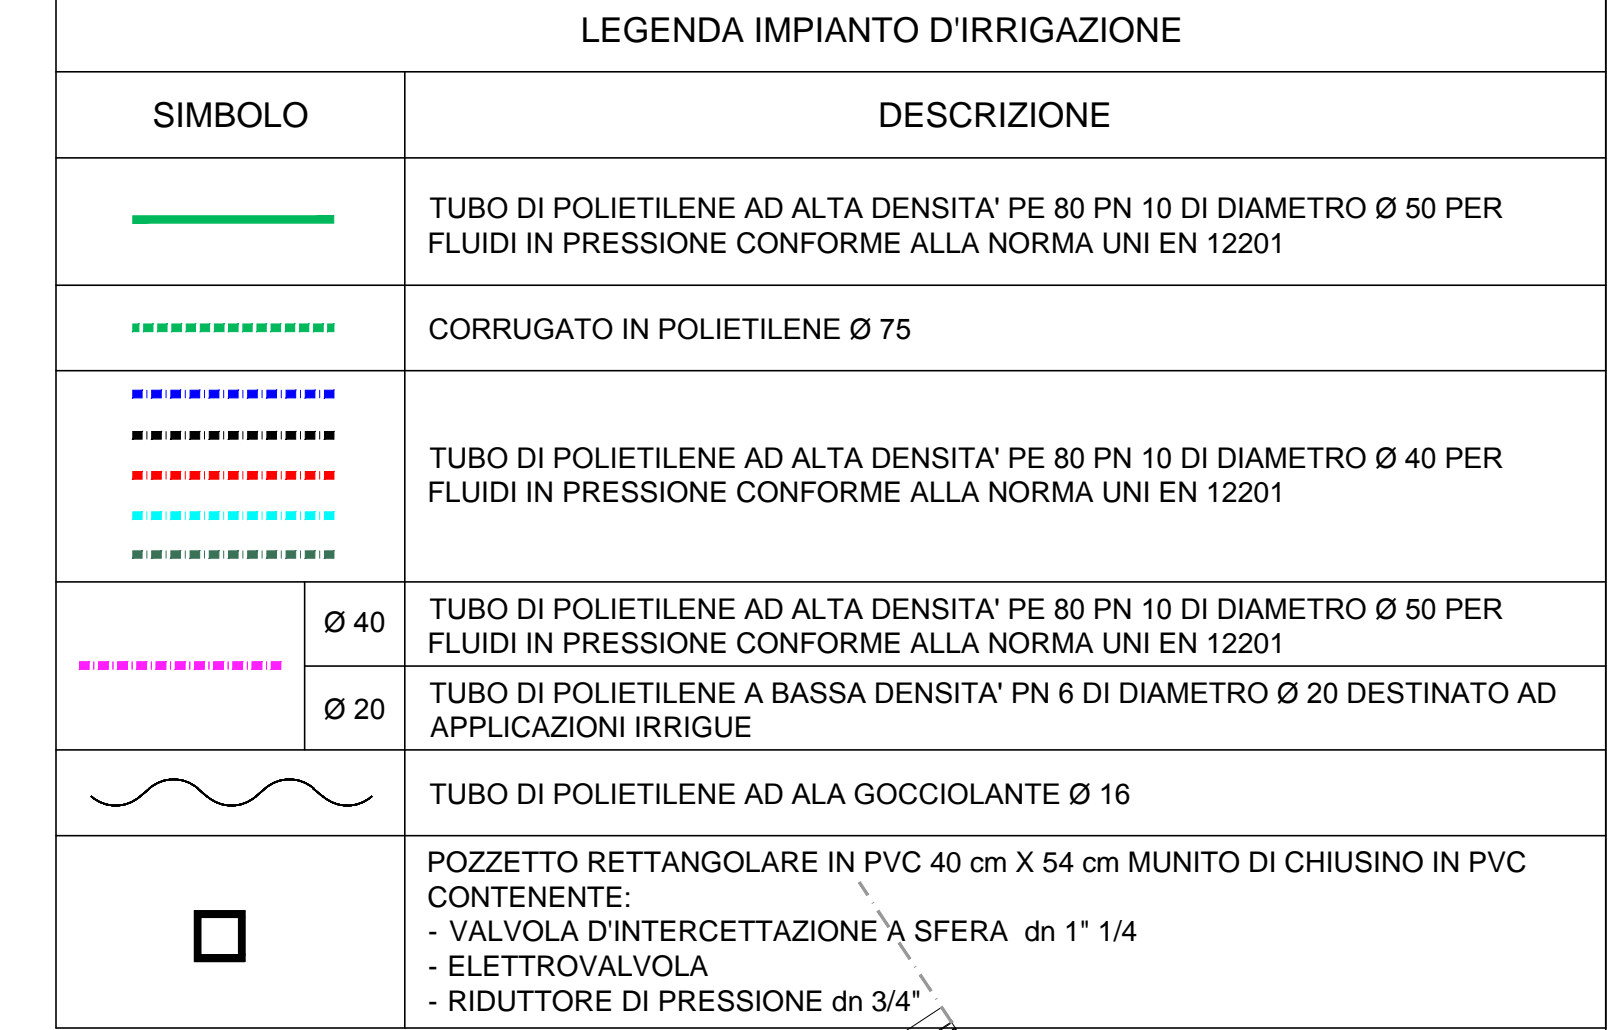 LEGENDA IMPIANTO D'IRRIGAZIONE
SIMBOLO
DESCRIZIONE
TUBO DI POLIETILENE AD ALTA DENSITA' PE 80 PN 10 DI DIAMETRO Ø 50 PER
FLUIDI IN PRESSIONE CONFORME ALLA NORMA UNI EN 12201
CORRUGATO IN POLIETILENE Ø 75
TUBO DI POLIETILENE AD ALTA DENSITA' PE 80 PN 10 DI DIAMETRO Ø 40 PER
FLUIDI IN PRESSIONE CONFORME ALLA NORMA UNI EN 12201
Ø 40
TUBO DI POLIETILENE AD ALTA DENSITA' PE 80 PN 10 DI DIAMETRO Ø 50 PER
FLUIDI IN PRESSIONE CONFORME ALLA NORMA UNI EN 12201
Ø 20
TUBO DI POLIETILENE A BASSA DENSITA' PN 6 DI DIAMETRO Ø 20 DESTINATO AD
APPLICAZIONI IRRIGUE
TUBO DI POLIETILENE AD ALA GOCCIOLANTE Ø 16
POZZETTO RETTANGOLARE IN PVC 40 cm X 54 cm MUNITO DI CHIUSINO IN PVC
CONTENENTE:
- VALVOLA D'INTERCETTAZIONE A SFERA dn 1" 1/4
- ELETTROVALVOLA
- RIDUTTORE DI PRESSIONE dn 3/4"